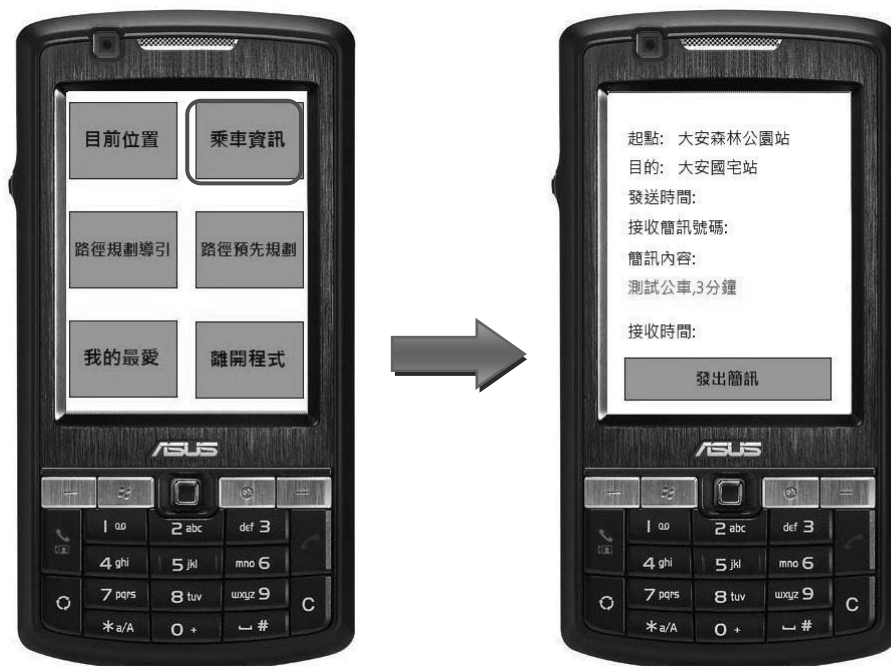 目前位置
乘車資訊
路徑規劃導引
路徑預先規劃
我的最愛
離開程式
ASUS
1
2 abc
def 3
4 ghi
5 jkl
mno 6
7 pqrs
8 tuv
wxyz 9
C
* a/A
0 +
#
起點: 大安森林公園站
目的: 大安國宅站
發送時間:
接收簡訊號碼:
簡訊內容:
測試公車,3分鐘
接收時間:
發出簡訊
ASUS
1
2 abc
def 3
4 ghi
5 jkl
mno 6
7 pqrs
8 tuv
wxyz 9
C
* a/A
0 +
#